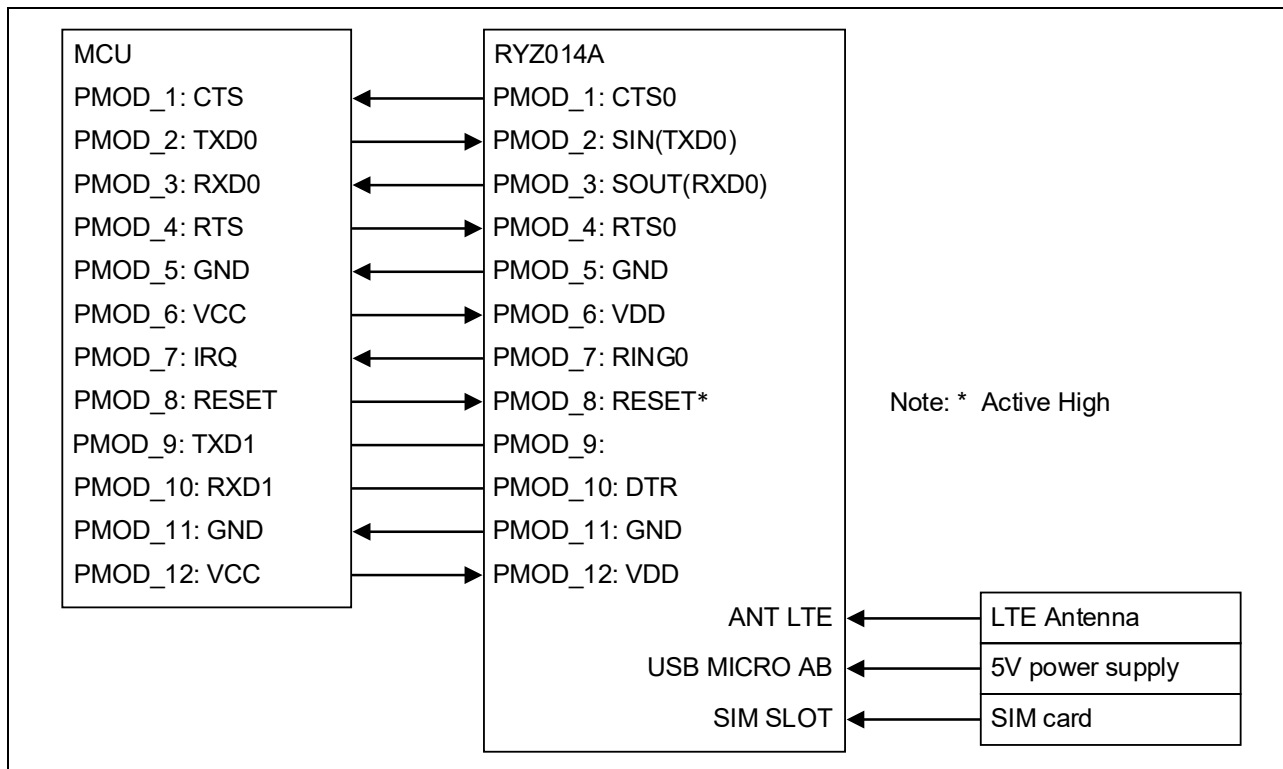 MCU
PMOD_1: CTS
PMOD_2: TXD0
PMOD_3: RXD0
PMOD_4: RTS
PMOD_5: GND
PMOD_6: VCC
PMOD_7: IRQ
PMOD_8: RESET
PMOD_9: TXD1
PMOD_10: RXD1
PMOD_11: GND
PMOD_12: VCC
RYZ014A
PMOD_1: CTS0
PMOD_2: SIN(TXD0)
PMOD_3: SOUT(RXD0)
PMOD_4: RTS0
PMOD_5: GND
PMOD_6: VDD
PMOD_7: RING0
PMOD_8: RESET*
PMOD_9:
PMOD_10: DTR
PMOD_11: GND
PMOD_12: VDD
ANT LTE
USB MICRO AB
SIM SLOT
Note: * Active High
LTE Antenna
5V power supply
SIM card